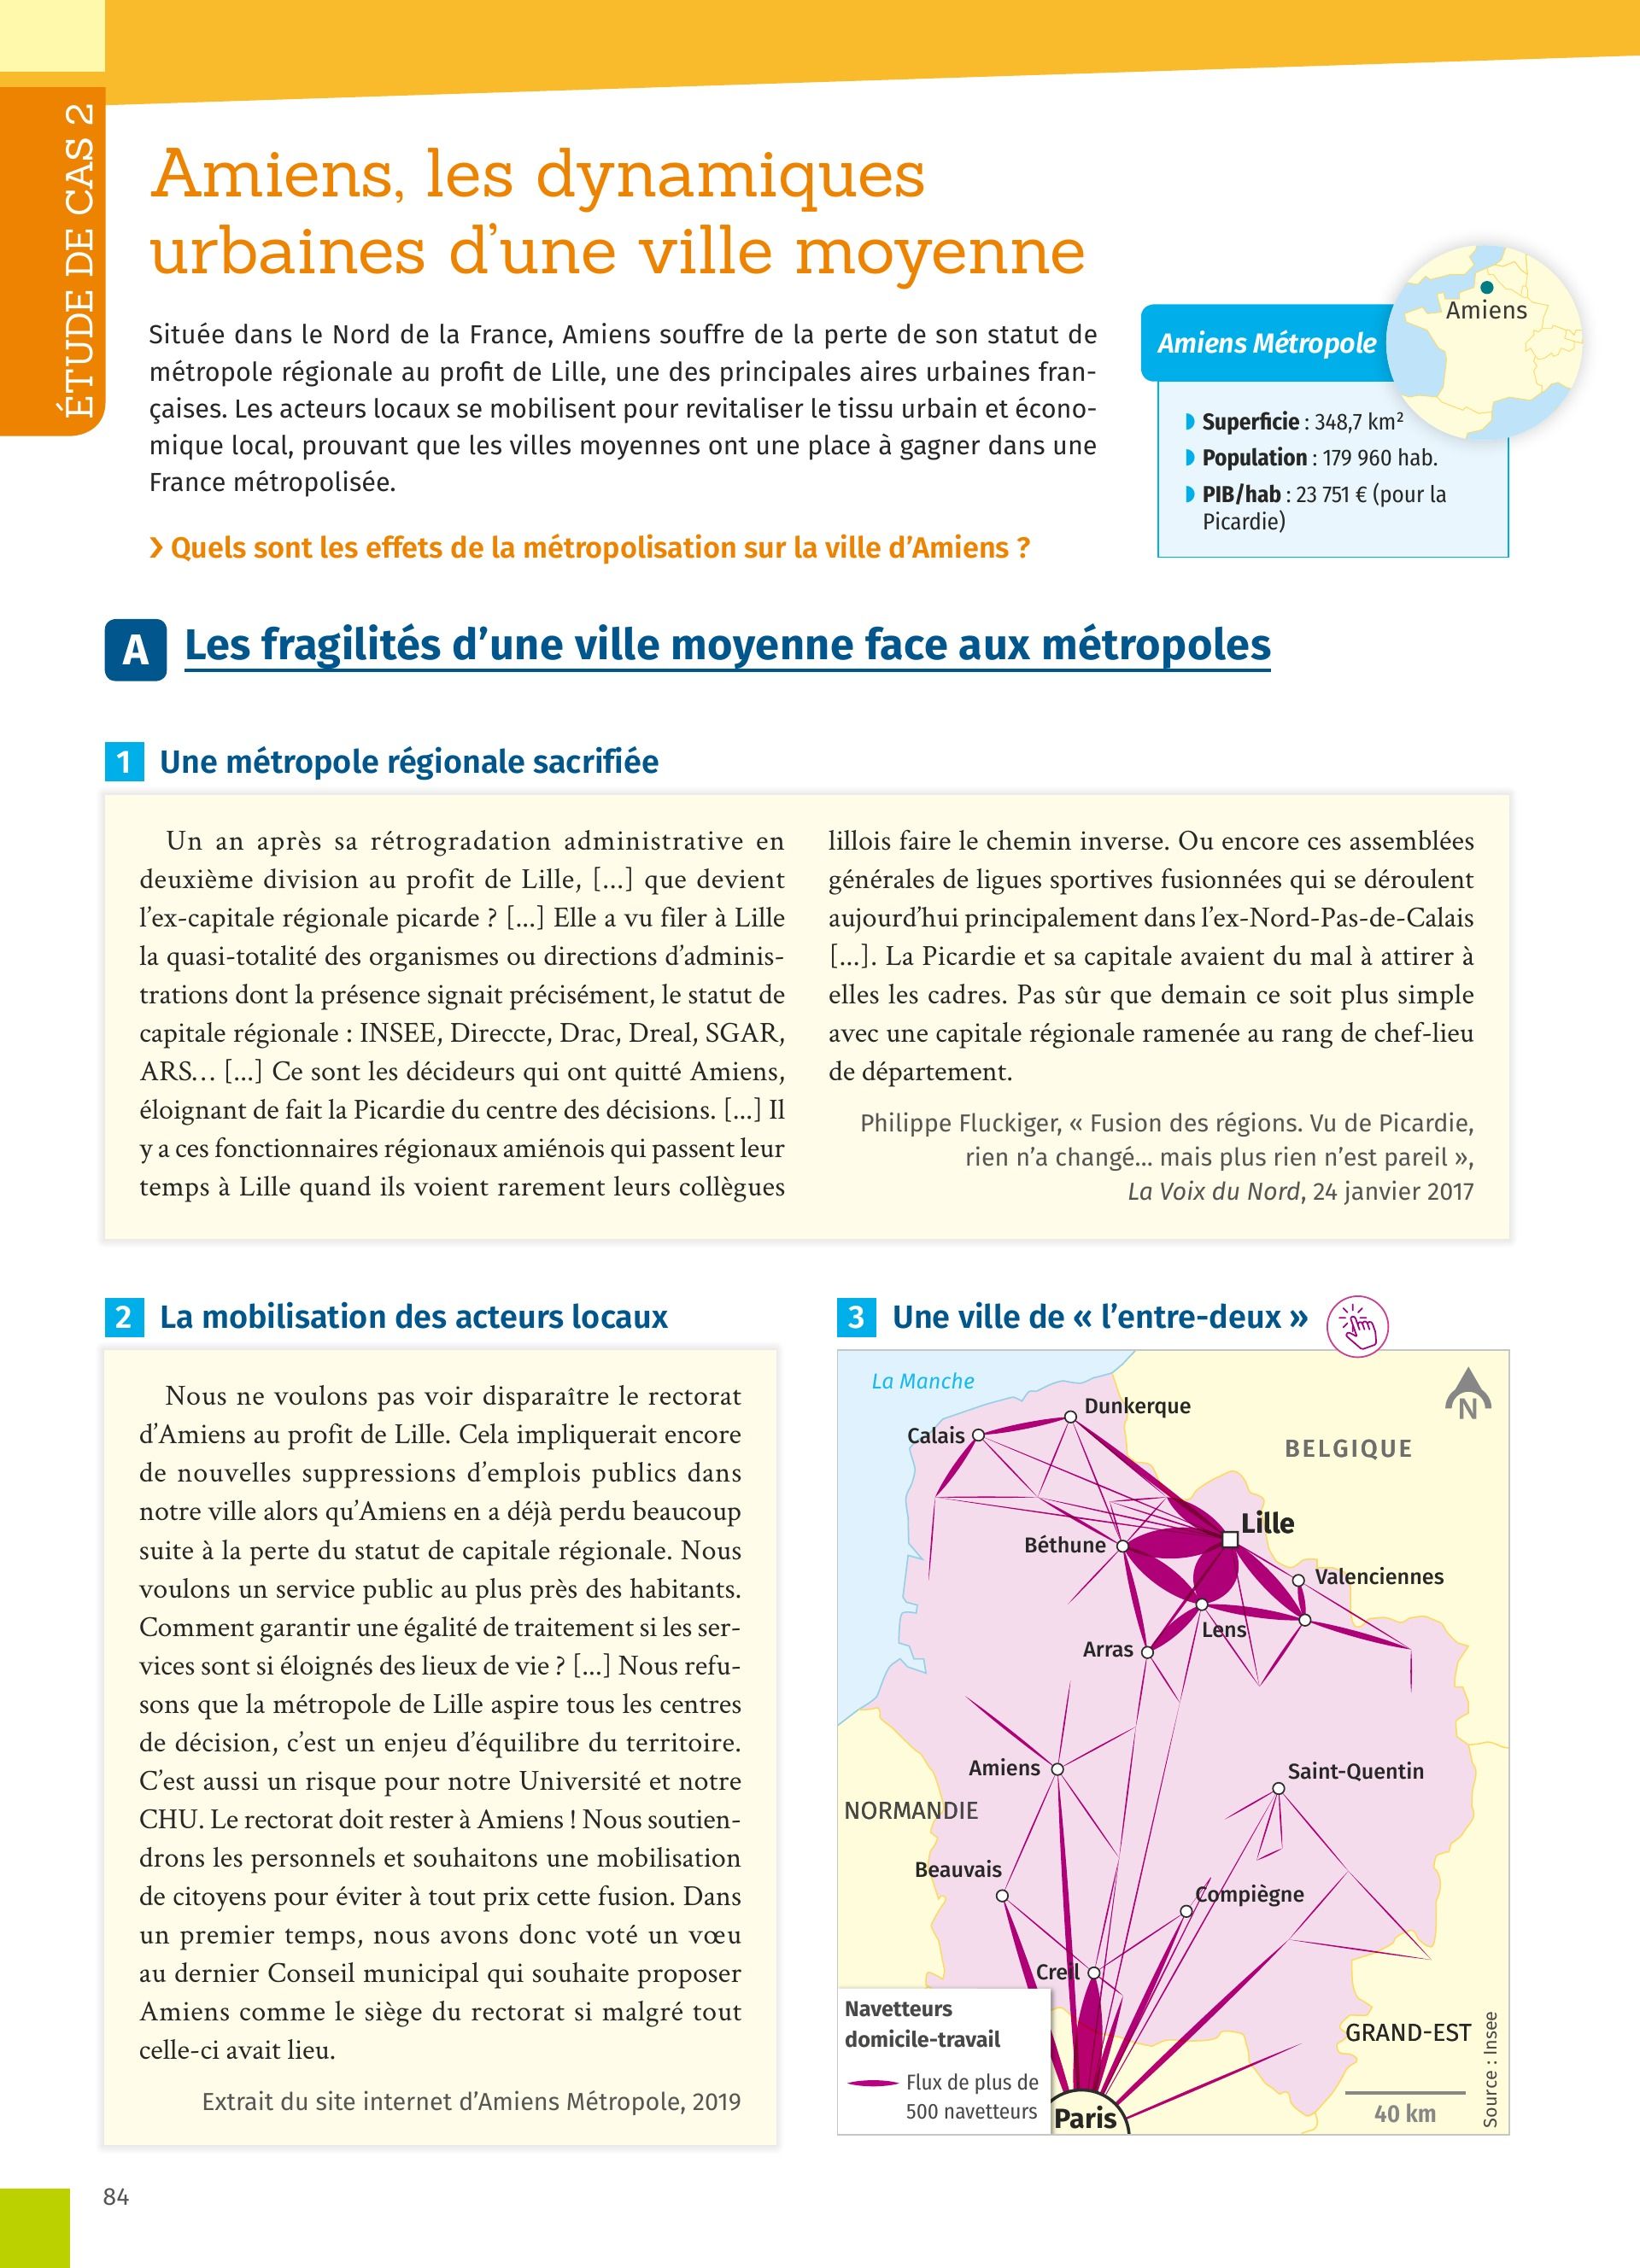 ÉTUDE DE CAS 2
Amiens, les dynamiques
urbaines d'une ville moyenne
Située dans le Nord de la France, Amiens souffre de la perte de son statut de
métropole régionale au profit de Lille, une des principales aires urbaines fran-
çaises. Les acteurs locaux se mobilisent pour revitaliser le tissu urbain et écono-
mique local, prouvant que les villes moyennes ont une place à gagner dans une
France métropolisée.
❯ Quels sont les effets de la métropolisation sur la ville d'Amiens ?
Amiens
Amiens Métropole
Superficie : 348,7 km²
Population : 179 960 hab.
PIB/hab : 23 751 € (pour la
Picardie)
A Les fragilités d'une ville moyenne face aux métropoles
1 Une métropole régionale sacrifiée
Un an après sa rétrogradation administrative en
deuxième division au profit de Lille, [...] que devient
l'ex-capitale régionale picarde ? [...] Elle a vu filer à Lille
la quasi-totalité des organismes ou directions d'adminis-
trations dont la présence signait précisément, le statut de
capitale régionale : INSEE, Direccte, Drac, Dreal, SGAR,
ARS… [...] Ce sont les décideurs qui ont quitté Amiens,
éloignant de fait la Picardie du centre des décisions. [...] Il
y a ces fonctionnaires régionaux amiénois qui passent leur
temps à Lille quand ils voient rarement leurs collègues
lillois faire le chemin inverse. Ou encore ces assemblées
générales de ligues sportives fusionnées qui se déroulent
aujourd'hui principalement dans l'ex-Nord-Pas-de-Calais
[...]. La Picardie et sa capitale avaient du mal à attirer à
elles les cadres. Pas sûr que demain ce soit plus simple
avec une capitale régionale ramenée au rang de chef-lieu
de département.
Philippe Fluckiger, « Fusion des régions. Vu de Picardie,
rien n'a changé… mais plus rien n'est pareil »,
La Voix du Nord, 24 janvier 2017
2 La mobilisation des acteurs locaux
Nous ne voulons pas voir disparaître le rectorat
d'Amiens au profit de Lille. Cela impliquerait encore
de nouvelles suppressions d'emplois publics dans
notre ville alors qu'Amiens en a déjà perdu beaucoup
suite à la perte du statut de capitale régionale. Nous
voulons un service public au plus près des habitants.
Comment garantir une égalité de traitement si les ser-
vices sont si éloignés des lieux de vie ? [...] Nous refu-
sons que la métropole de Lille aspire tous les centres
de décision, c'est un enjeu d'équilibre du territoire.
C'est aussi un risque pour notre Université et notre
CHU. Le rectorat doit rester à Amiens ! Nous soutien-
drons les personnels et souhaitons une mobilisation
de citoyens pour éviter à tout prix cette fusion. Dans
un premier temps, nous avons donc voté un vœu
au dernier Conseil municipal qui souhaite proposer
Amiens comme le siège du rectorat si malgré tout
celle-ci avait lieu.
Extrait du site internet d'Amiens Métropole, 2019
3 Une ville de « l'entre-deux »
La Manche
N
Dunkerque
Calais
BELGIQUE
Lille
Béthune
Valenciennes
Lens
Arras
Amiens
Saint-Quentin
NORMANDIE
Beauvais
Compiègne
Creil
Navetteurs
domicile-travail
Flux de plus de
500 navetteurs
Paris
GRAND-EST
40 km
Source : Insee
84